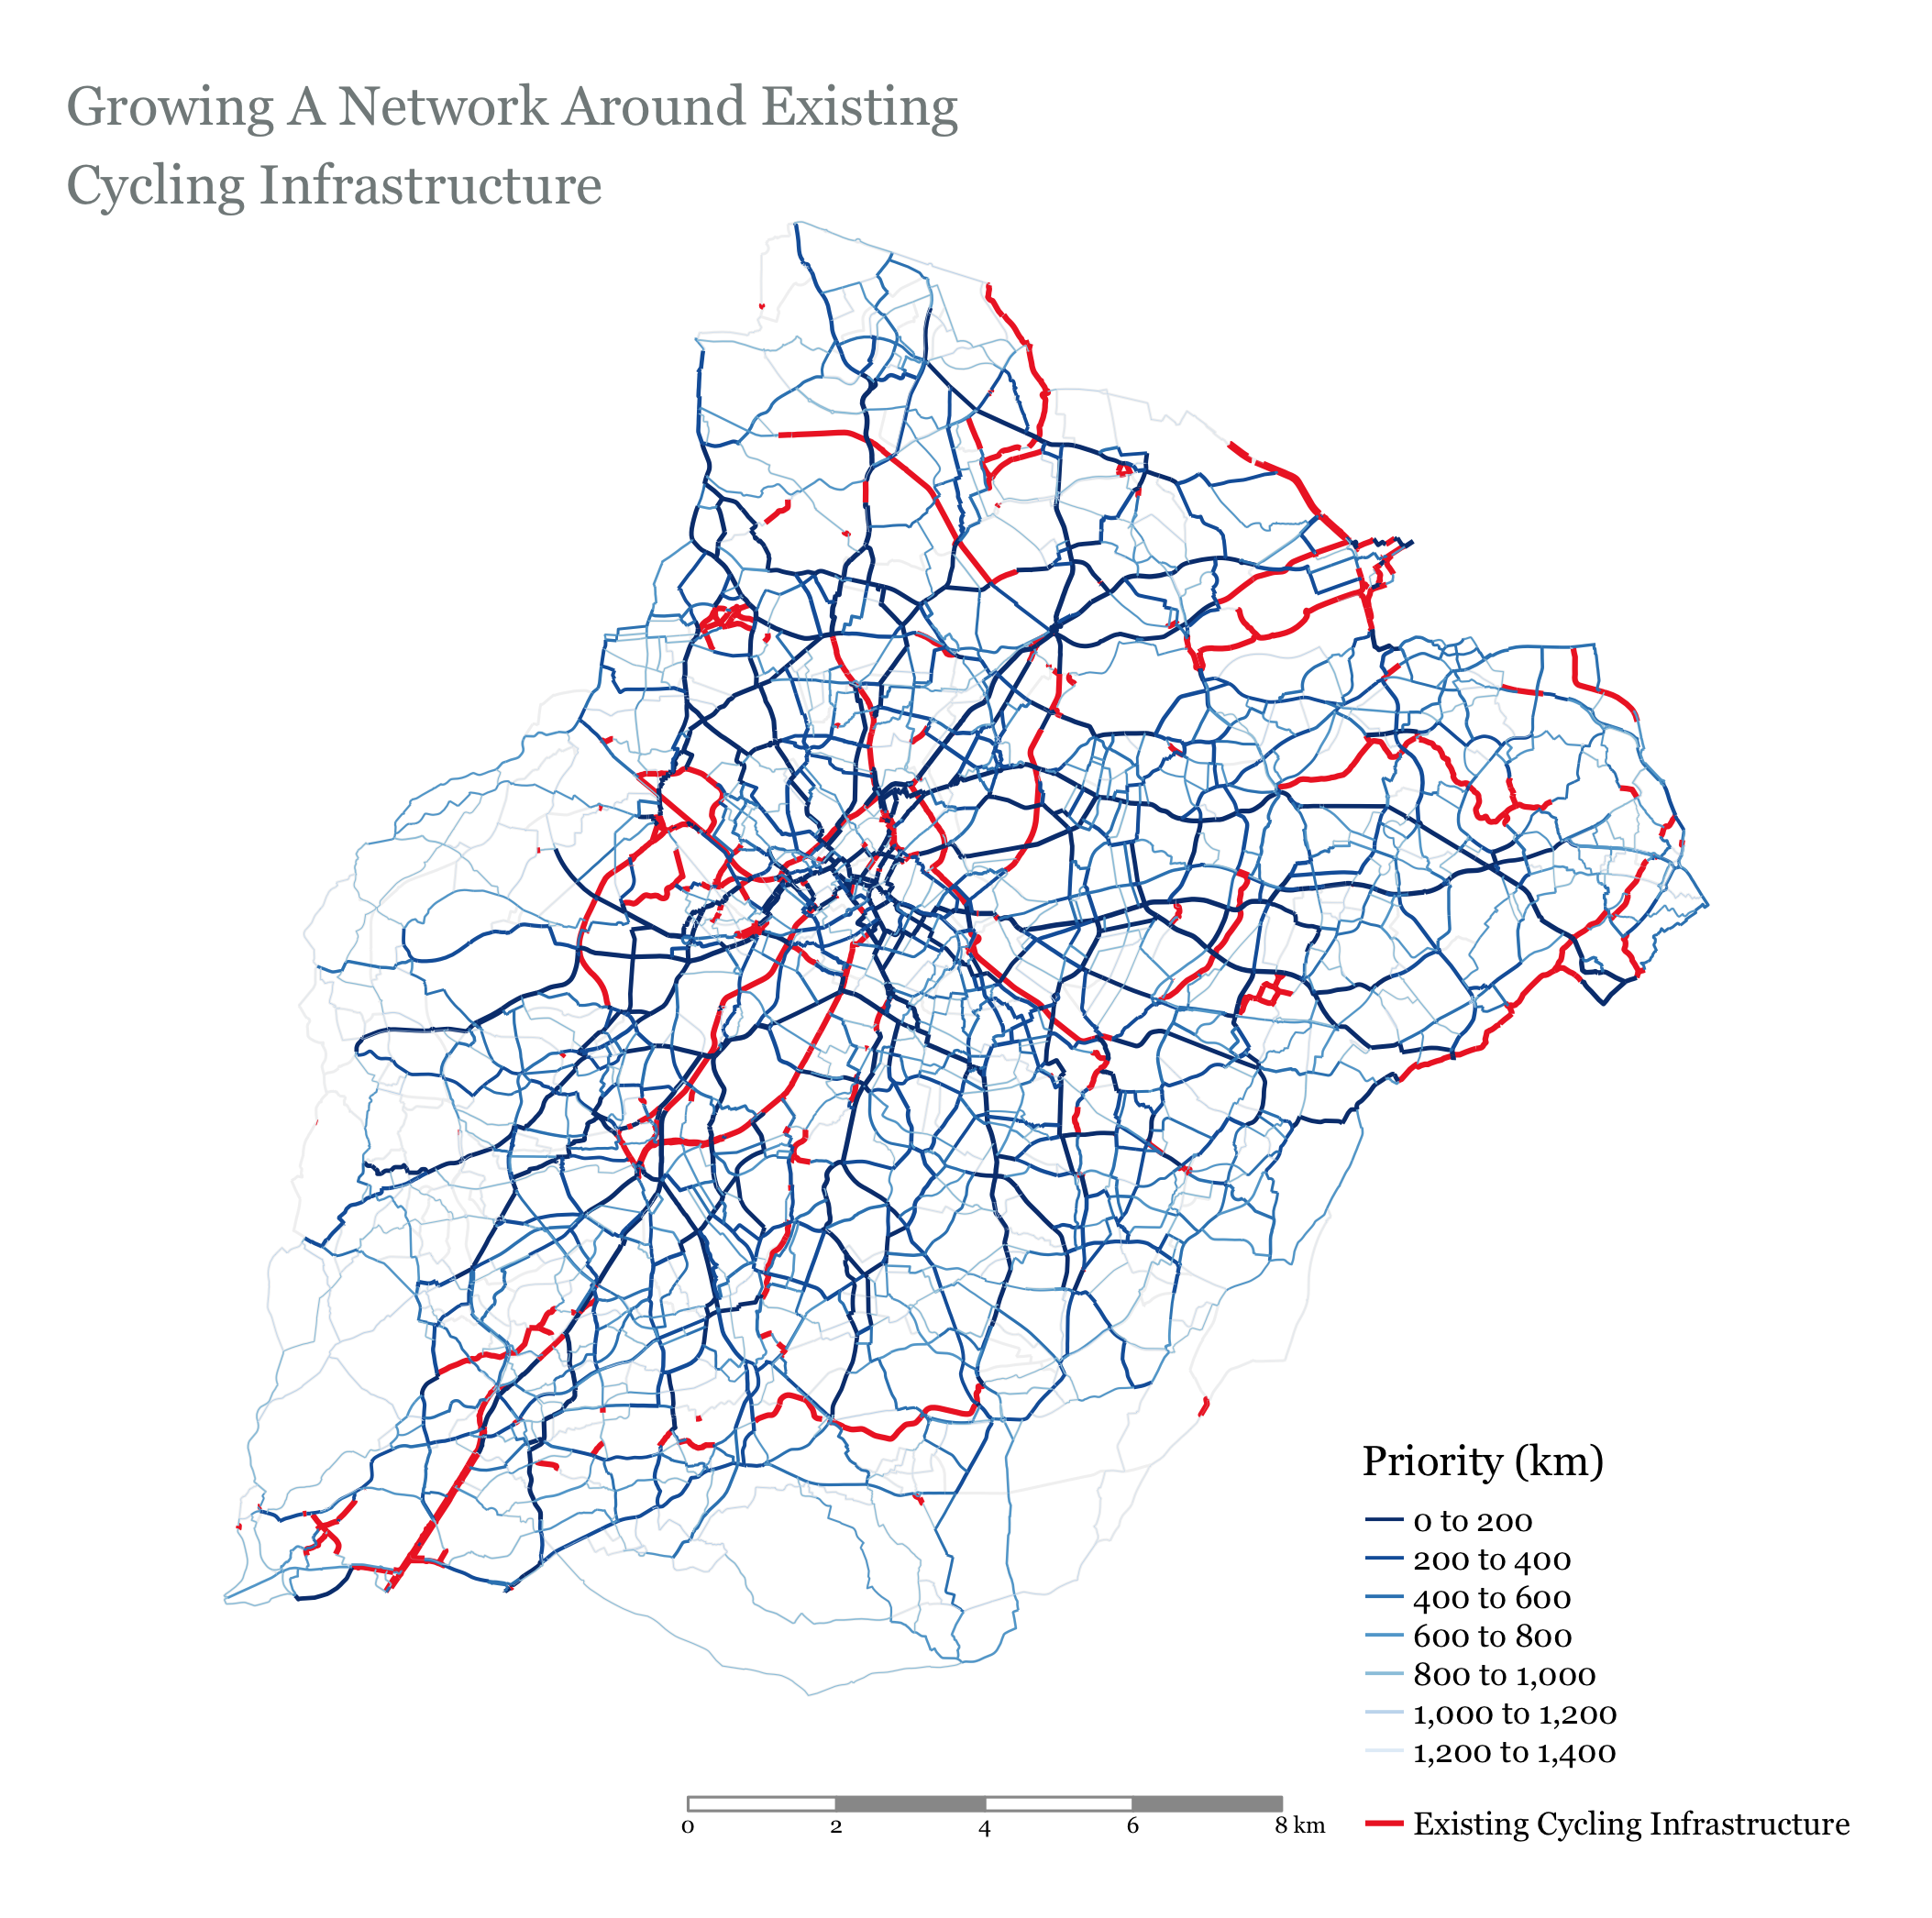 Growing A Network Around Existing
Cycling Infrastructure
Priority (km)
0 to 200
200 to 400
400 to 600
600 to 800
800 to 1,000
1,000 to 1,200
1,200 to 1,400
Existing Cycling Infrastructure
0 2 4 6 8 km